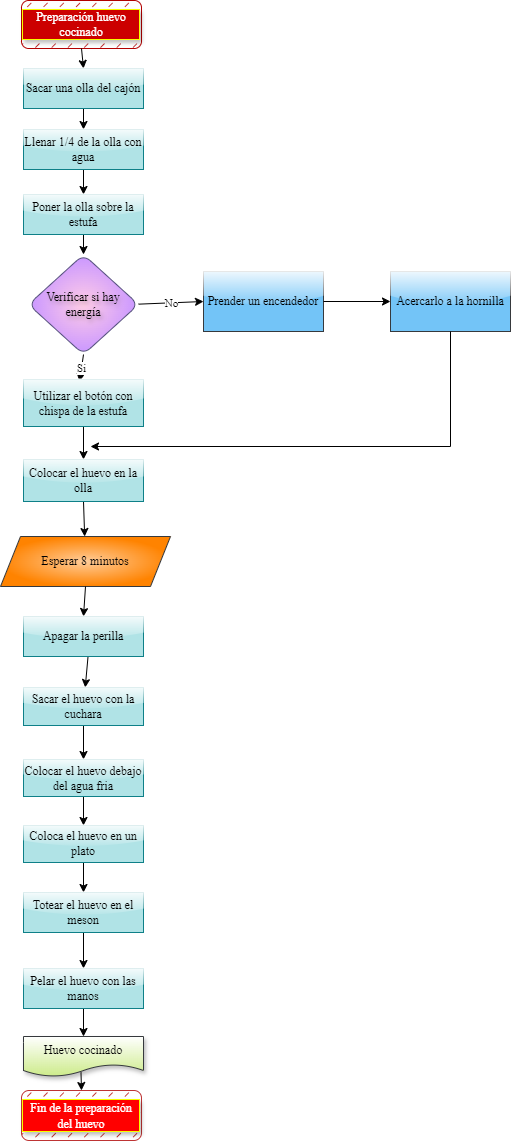 Preparación huevo
cocinado
Sacar una olla del cajón
Llenar 1/4 de la olla con
agua
Poner la olla sobre la
estufa
Verificar si hay
energía
No
Prender un encendedor
Acercarlo a la hornilla
Si
Utilizar el botón con
chispa de la estufa
Colocar el huevo en la
olla
Esperar 8 minutos
Apagar la perilla
Sacar el huevo con la
cuchara
Colocar el huevo debajo
del agua fria
Coloca el huevo en un
plato
Totear el huevo en el
meson
Pelar el huevo con las
manos
Huevo cocinado
Fin de la preparación
del huevo